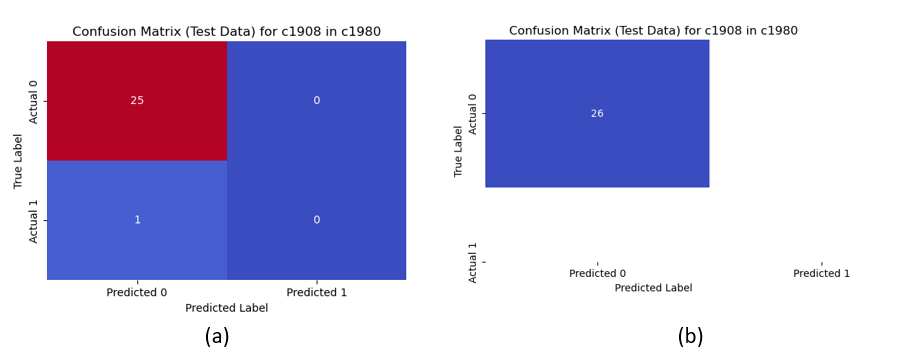 Confusion Matrix (Test Data) for c1908 in c1980
True Label
Actual 0
Actual 1
25
0
1
0
Predicted 0
Predicted 1
Predicted Label
(a)
Confusion Matrix (Test Data) for c1908 in c1980
True Label
Actual 0
Actual 1
26
Predicted 0
Predicted 1
Predicted Label
(b)